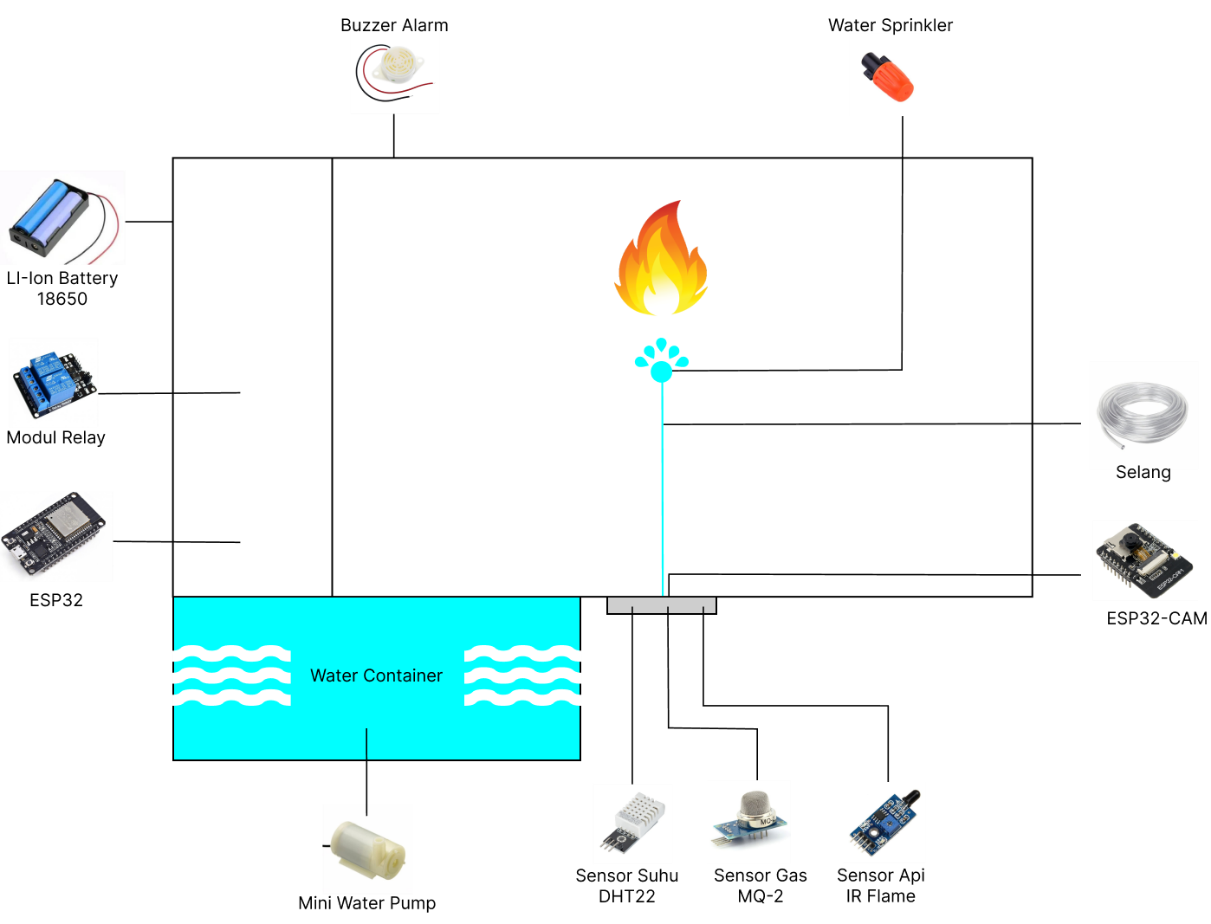 Buzzer Alarm
Water Sprinkler
LI-Ion Battery
18650
Modul Relay
Selang
ESP32
ESP32-CAM
Water Container
Sensor Suhu
DHT22
Sensor Gas
MQ-2
Sensor Api
IR Flame
Mini Water Pump